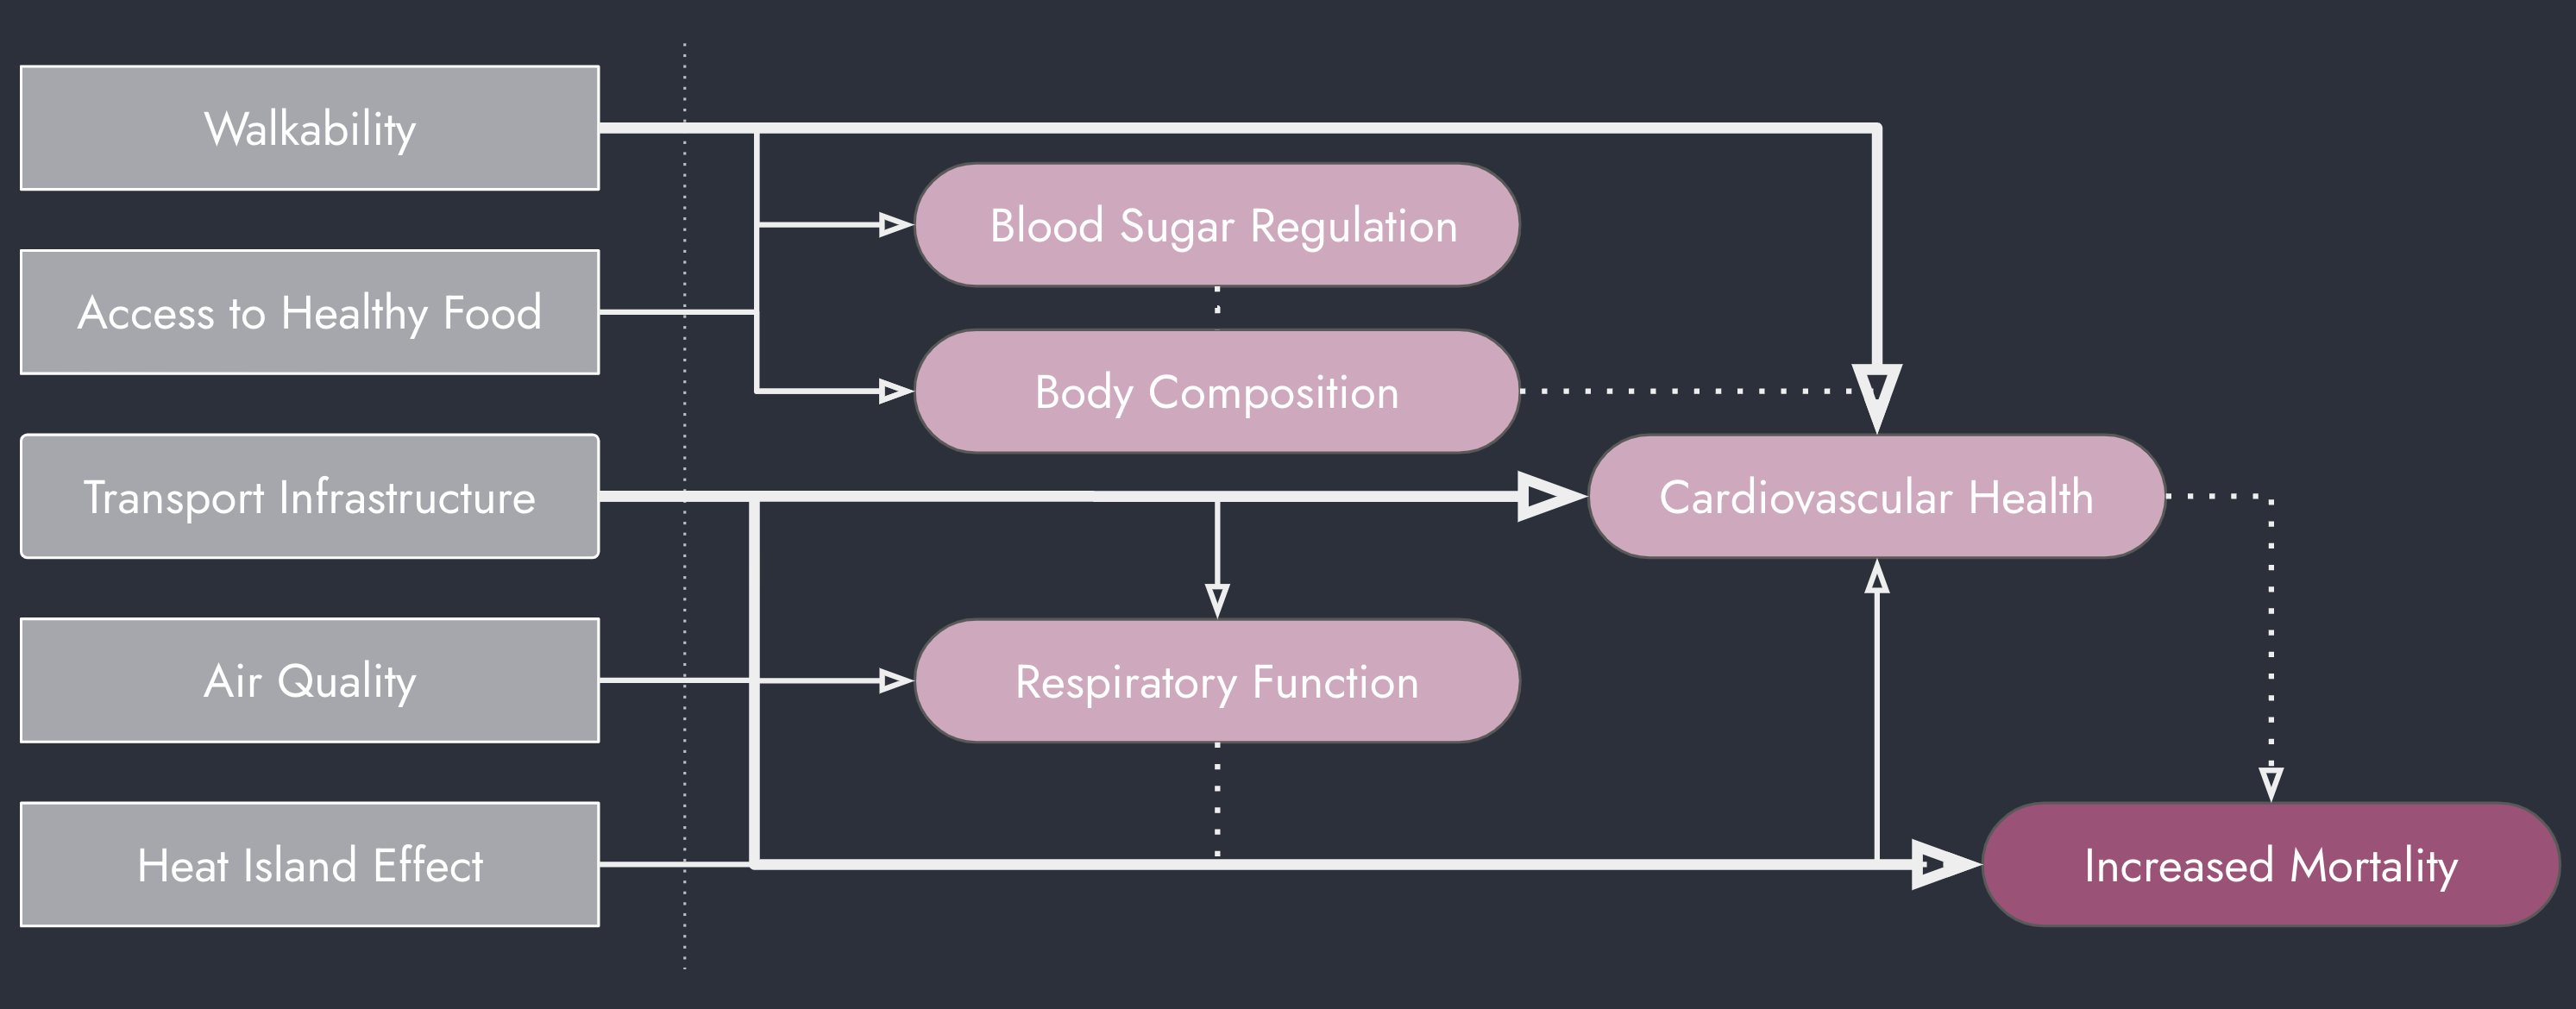 Walkability
Blood Sugar Regulation
Access to Healthy Food
Body Composition
Transport Infrastructure
Cardiovascular Health
Air Quality
Respiratory Function
Heat Island Effect
Increased Mortality